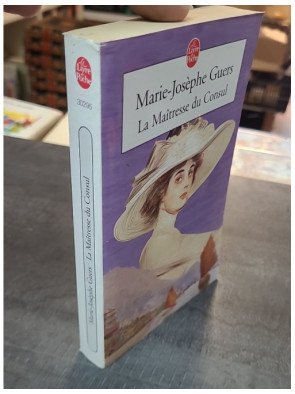 Le
Livre
de
Poche
30296
Marie-Josèphe Guers La Maîtresse du Consul
Le
Livre
de
Poche
Marie-Josèphe Guers
La Maîtresse du Consul